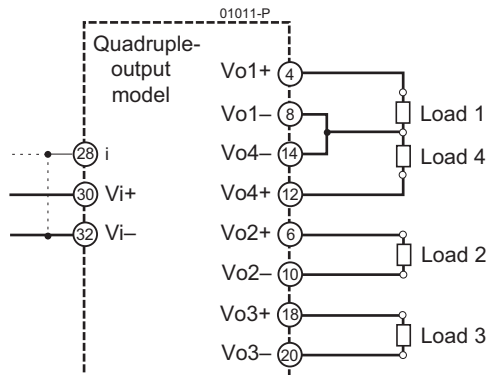 01011-P
Quadruple-
output
model
Vo1+ 4
Vo1– 8
Load 1
Vo4– 14
Load 4
28 i
Vo4+ 12
30 Vi+
Vo2+ 6
32 Vi–
Load 2
Vo2– 10
Vo3+ 18
Load 3
Vo3– 20